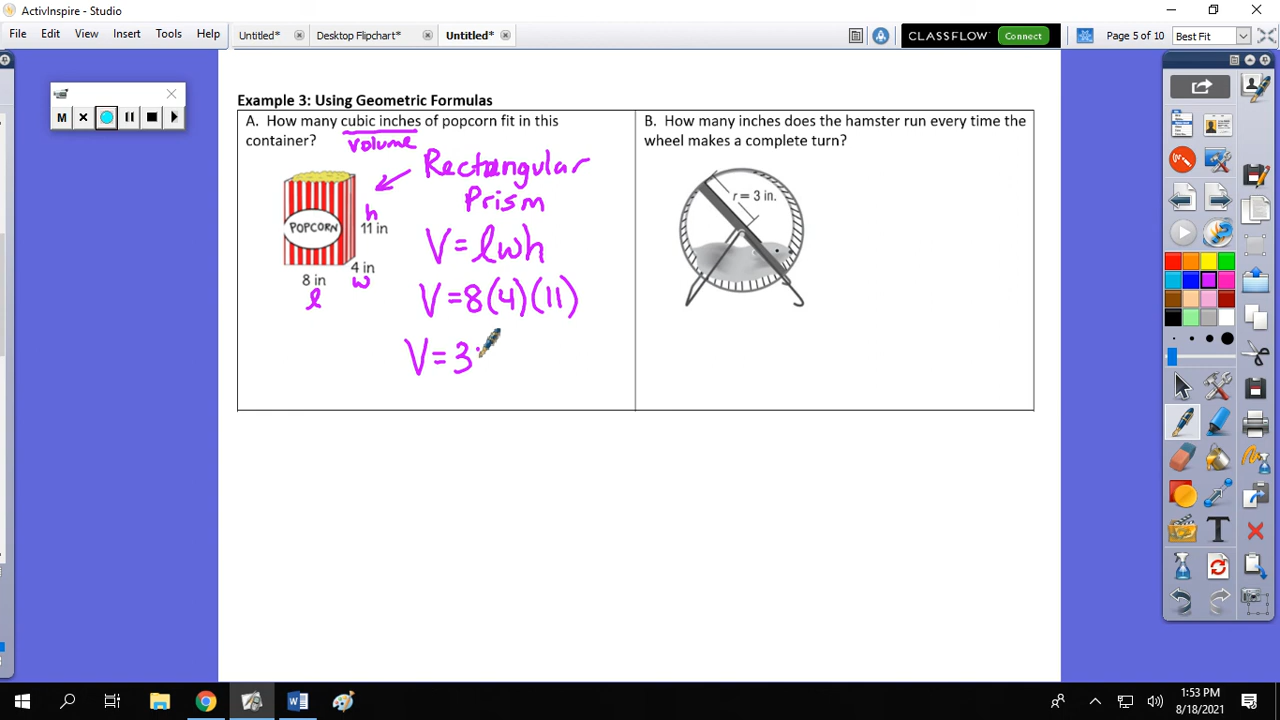 ActivInspire - Studio
File Edit View Insert Tools Help
Untitled* Desktop Flipchart* Untitled*
CLASSFLOW Connect
Page 5 of 10
Best Fit
M
Example 3: Using Geometric Formulas
A. How many cubic inches of popcorn fit in this
container?
volume
Rectangular
Prism
POPCORN
h
11 in
4 in
w
8 in
l
V = lwh
V = 8(4)(11)
V = 3
B. How many inches does the hamster run every time the
wheel makes a complete turn?
r = 3 in.
T
1:53 PM
8/18/2021